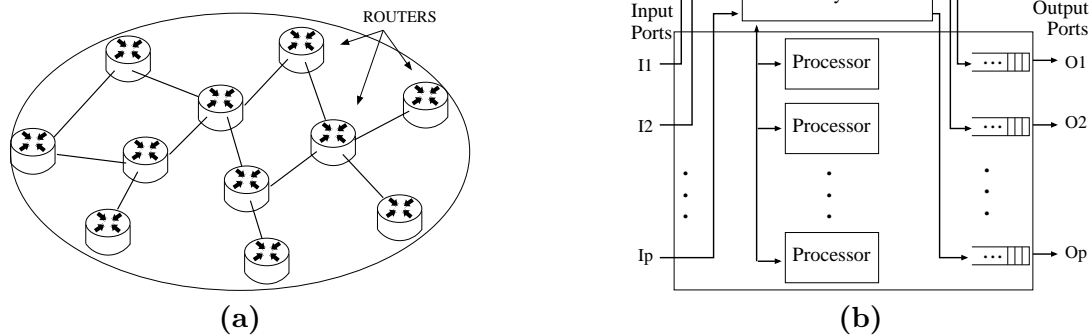 ROUTERS
(a)
Input
Ports
Output
Ports
I1
Processor
O1
I2
Processor
O2
Ip
Processor
Op
(b)